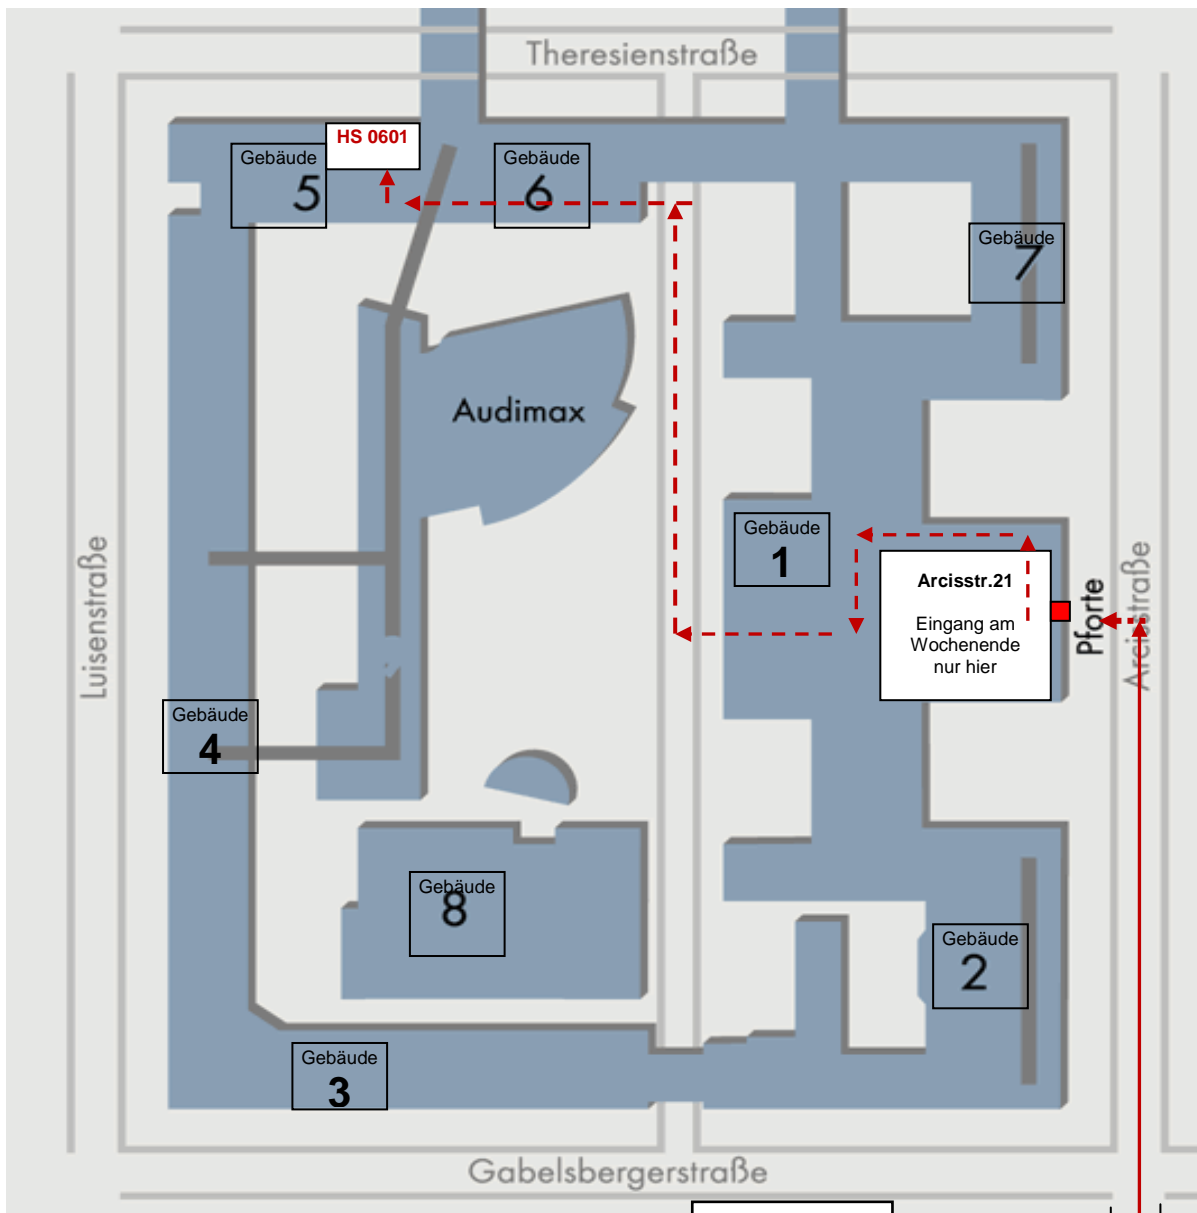 Theresienstraße
HS 0601
Gebäude
5
Gebäude
6
Gebäude
7
Audimax
Gebäude
1
Arcisstr.21
Eingang am
Wochenende
nur hier
Pforte
Arcisstraße
Luisenstraße
Gebäude
4
Gebäude
8
Gebäude
2
Gebäude
3
Gabelsbergerstraße